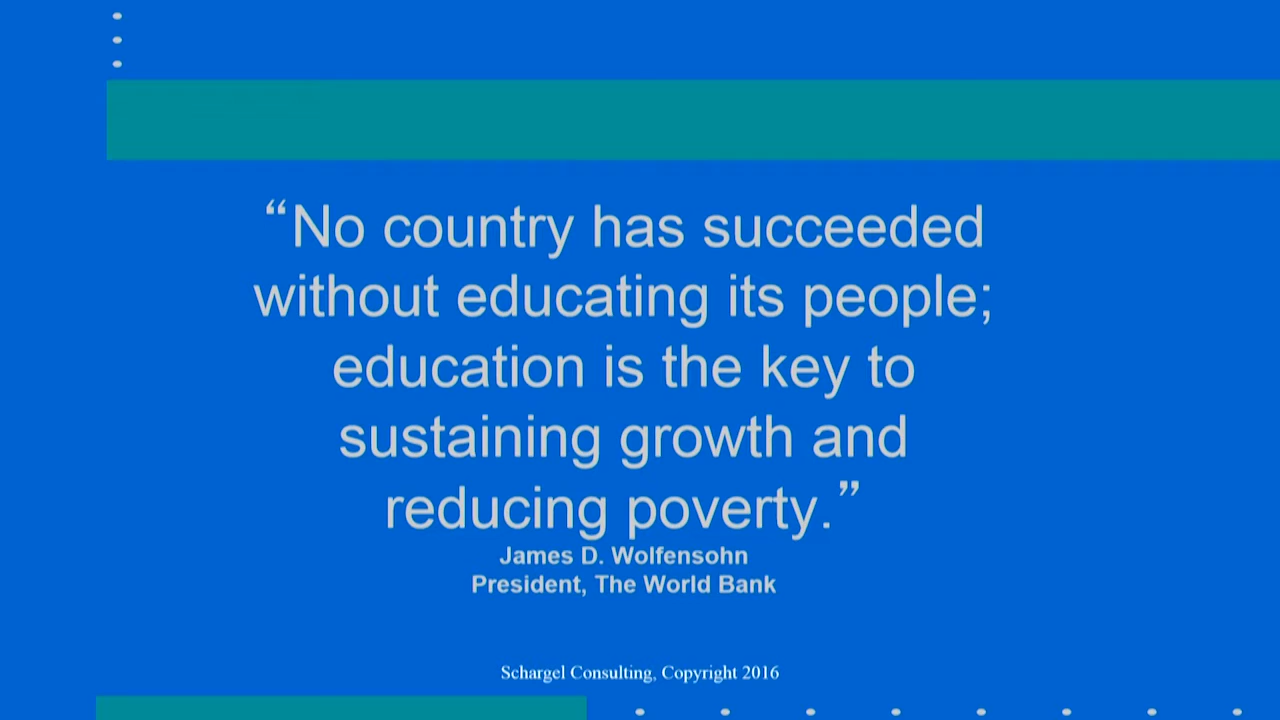 “No country has succeeded
without educating its people;
education is the key to
sustaining growth and
reducing poverty.”
James D. Wolfensohn
President, The World Bank
Schargel Consulting, Copyright 2016